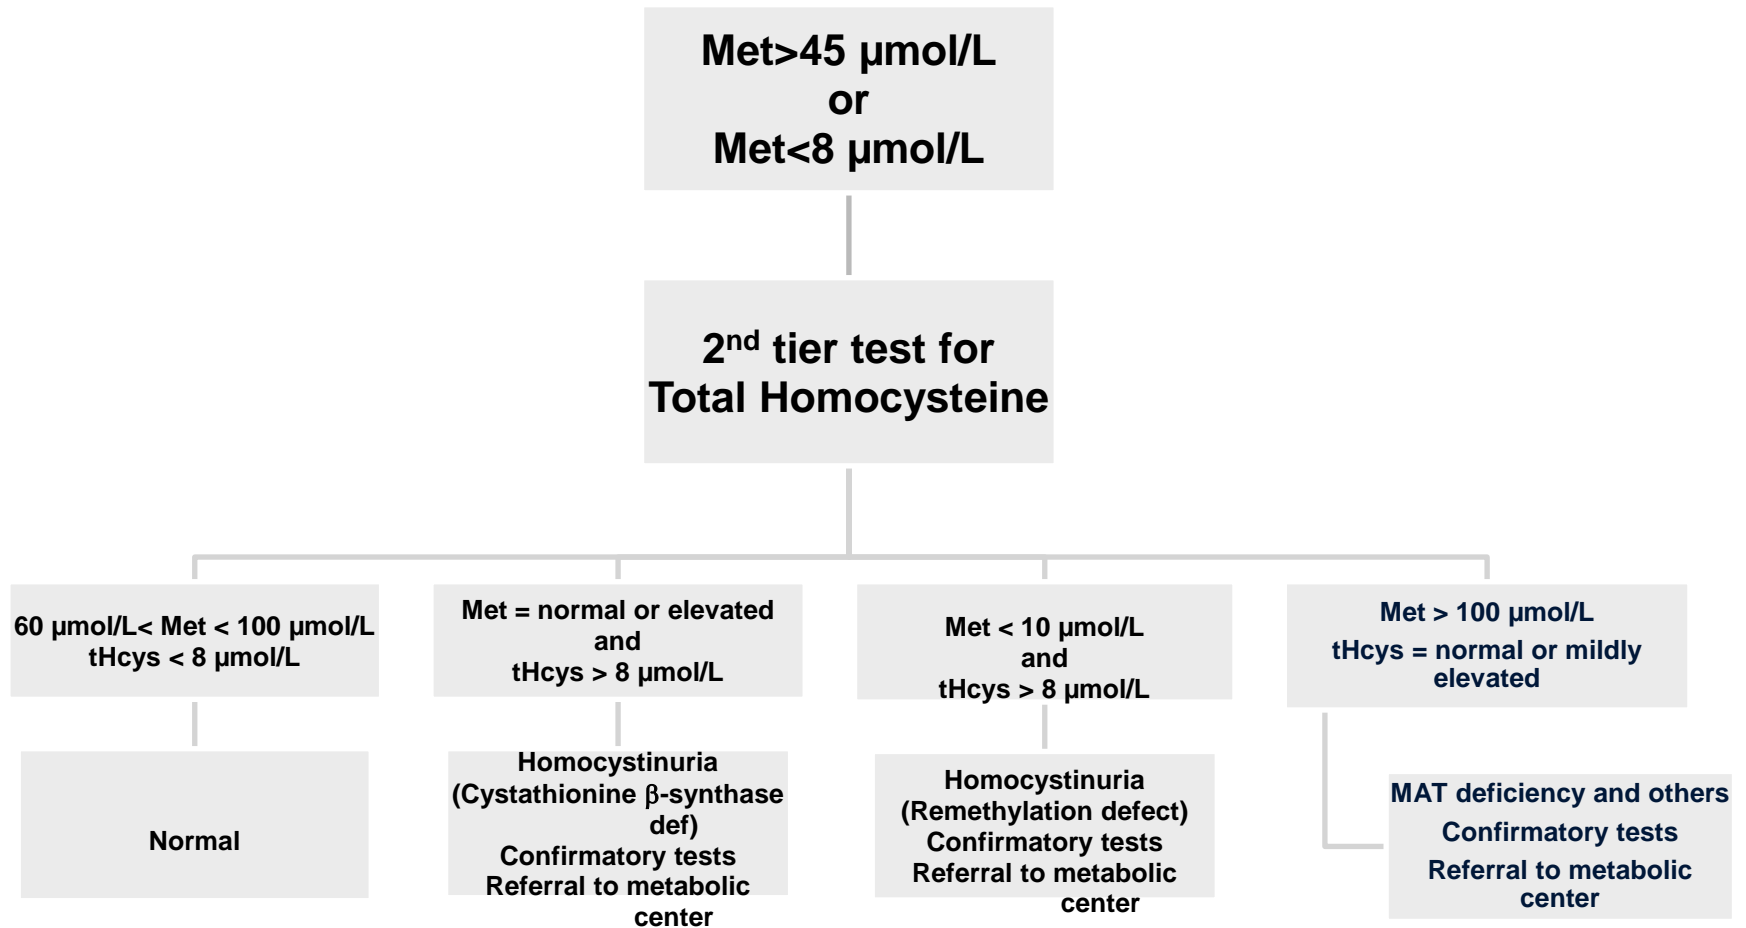 Met>45 µmol/L
or
Met<8 µmol/L
2nd tier test for
Total Homocysteine
60 µmol/L< Met < 100 µmol/L
tHcys < 8 µmol/L
Met = normal or elevated
and
tHcys > 8 µmol/L
Met < 10 µmol/L
and
tHcys > 8 µmol/L
Met > 100 µmol/L
tHcys = normal or mildly
elevated
Normal
Homocystinuria
(Cystathionine β-synthase
def)
Confirmatory tests
Referral to metabolic
center
Homocystinuria
(Remethylation defect)
Confirmatory tests
Referral to metabolic
center
MAT deficiency and others
Confirmatory tests
Referral to metabolic
center